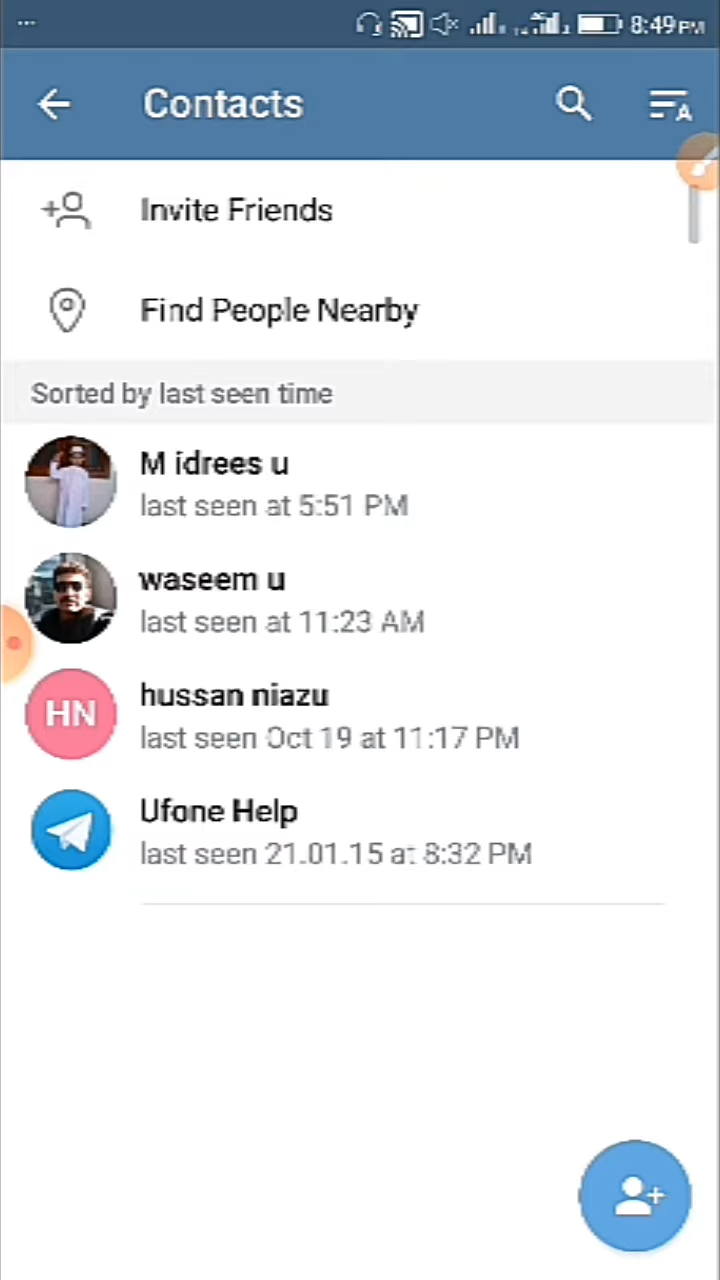 8:49 PM
Contacts
A
Invite Friends
Find People Nearby
Sorted by last seen time
M idrees u
last seen at 5:51 PM
waseem u
last seen at 11:23 AM
HN
hussan niazu
last seen Oct 19 at 11:17 PM
Ufone Help
last seen 21.01.15 at 8:32 PM